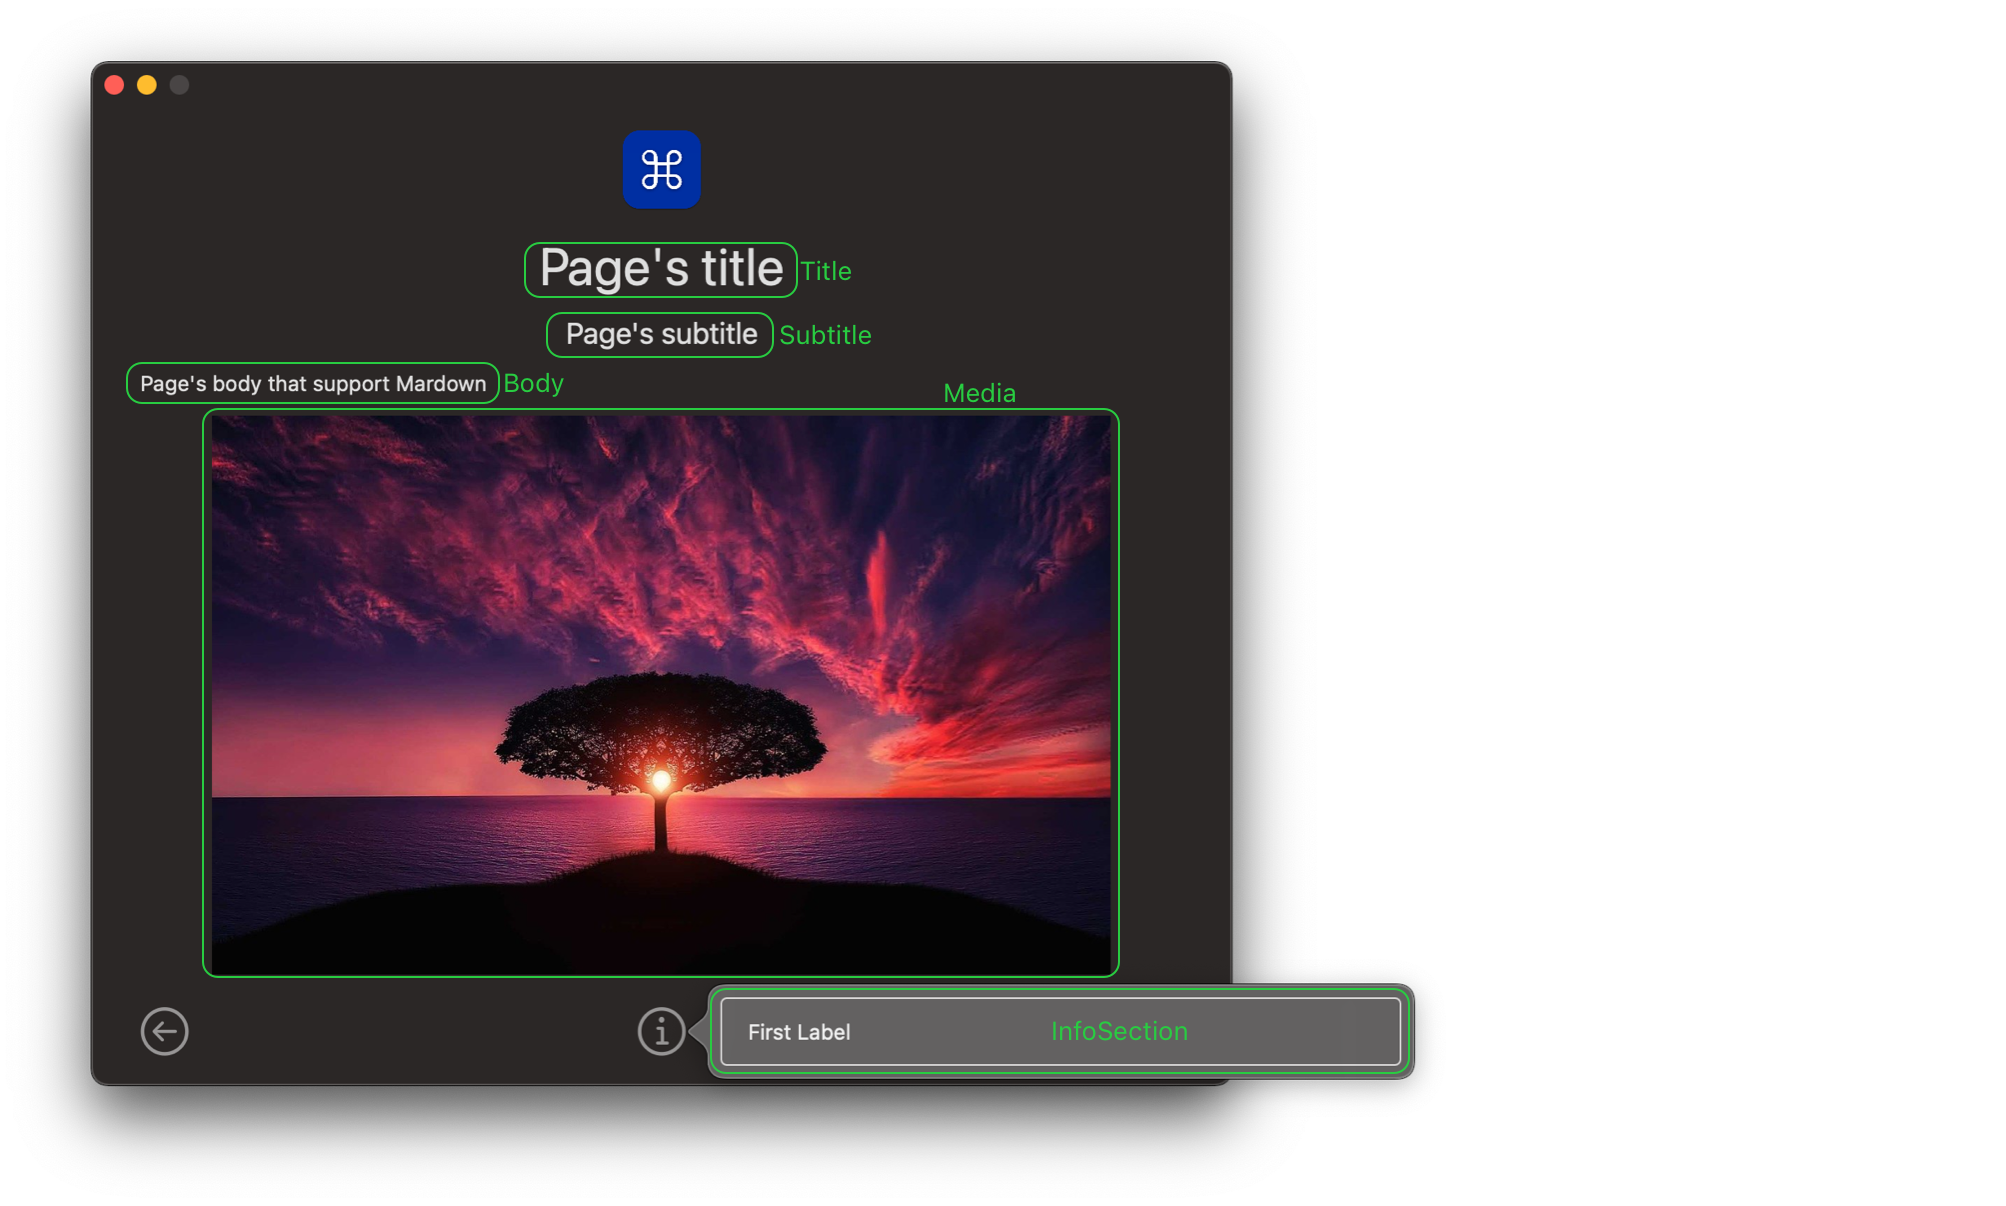 Page's title Title
Page's subtitle Subtitle
Page's body that support Mardown Body
Media
First Label InfoSection